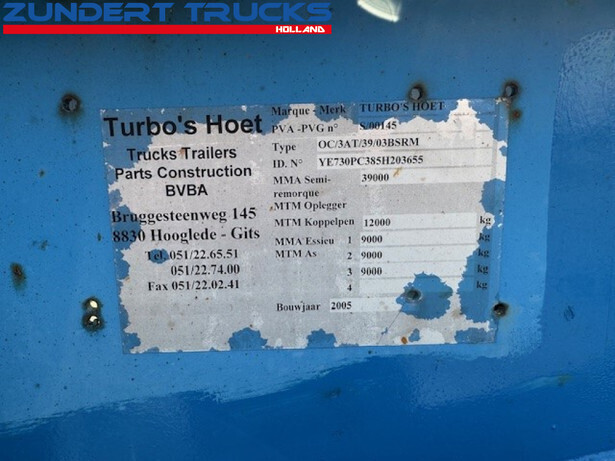 ZUNDERT TRUCKS
HOLLAND
Turbo's Hoet
Trucks Trailers
Parts Construction
BVBA
Bruggesteenweg 145
8830 Hooglede - Gits
Tel. 051/22.65.51
051/22.74.00
Fax 051/22.02.41
Marque - Merk TURBO'S HOET
PVA -PVG n° S/00145
Type OC/3AT/39/03BSRM
ID. N° YE730PC385H203655
MMA Semi- 39000
remorque
MTM Oplegger
MTM Koppelpen 12000 kg
MMA Essieu 1 9000 kg
MTM As 2 9000 kg
3 9000 kg
4 kg
Bouwjaar 2005